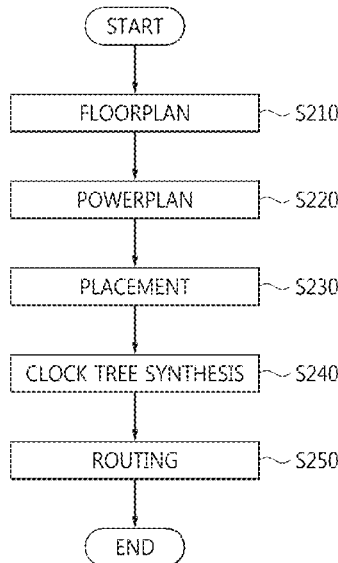 START
FLOORPLAN S210
POWERPLAN S220
PLACEMENT S230
CLOCK TREE SYNTHESIS S240
ROUTING S250
END